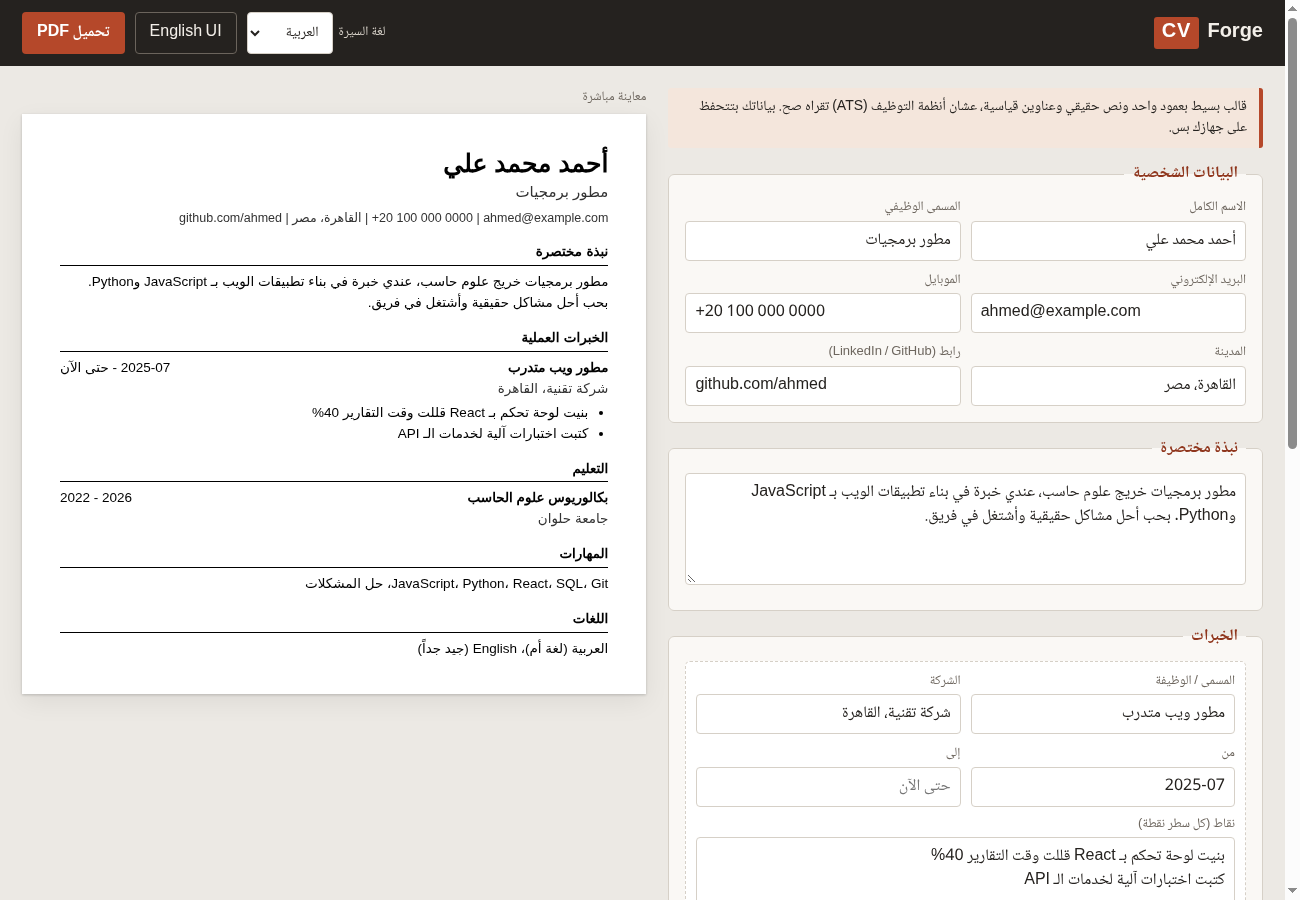 CV Forge
لغة السيرة
العربية
English UI
تحميل PDF
قالب بسيط بعمود واحد ونص حقيقي وعناوين قياسية، عشان أنظمة التوظيف (ATS) تقراه صح. بياناتك بتتحفظ
على جهازك بس.
البيانات الشخصية
الاسم الكامل
المسمى الوظيفي
أحمد محمد علي
مطور برمجيات
البريد الإلكتروني
الموبايل
ahmed@example.com
+20 100 000 0000
المدينة
رابط (LinkedIn / GitHub)
القاهرة، مصر
github.com/ahmed
نبذة مختصرة
مطور برمجيات خريج علوم حاسب، عندي خبرة في بناء تطبيقات الويب بـ JavaScript
وPython. بحب أحل مشاكل حقيقية وأشتغل في فريق.
الخبرات
المسمى / الوظيفة
الشركة
مطور ويب متدرب
شركة تقنية، القاهرة
من
إلى
2025-07
حتى الآن
نقاط (كل سطر نقطة)
بنيت لوحة تحكم بـ React قللت وقت التقارير 40%
كتبت اختبارات آلية لخدمات الـ API
معاينة مباشرة
أحمد محمد علي
مطور برمجيات
ahmed@example.com | +20 100 000 0000 | القاهرة، مصر | github.com/ahmed
نبذة مختصرة
مطور برمجيات خريج علوم حاسب، عندي خبرة في بناء تطبيقات الويب بـ JavaScript وPython.
بحب أحل مشاكل حقيقية وأشتغل في فريق.
الخبرات العملية
مطور ويب متدرب
2025-07 - حتى الآن
شركة تقنية، القاهرة
• بنيت لوحة تحكم بـ React قللت وقت التقارير 40%
• كتبت اختبارات آلية لخدمات الـ API
التعليم
بكالوريوس علوم الحاسب
2022 - 2026
جامعة حلوان
المهارات
JavaScript، Python، React، SQL، Git، حل المشكلات
اللغات
العربية (لغة أم)، English (جيد جداً)